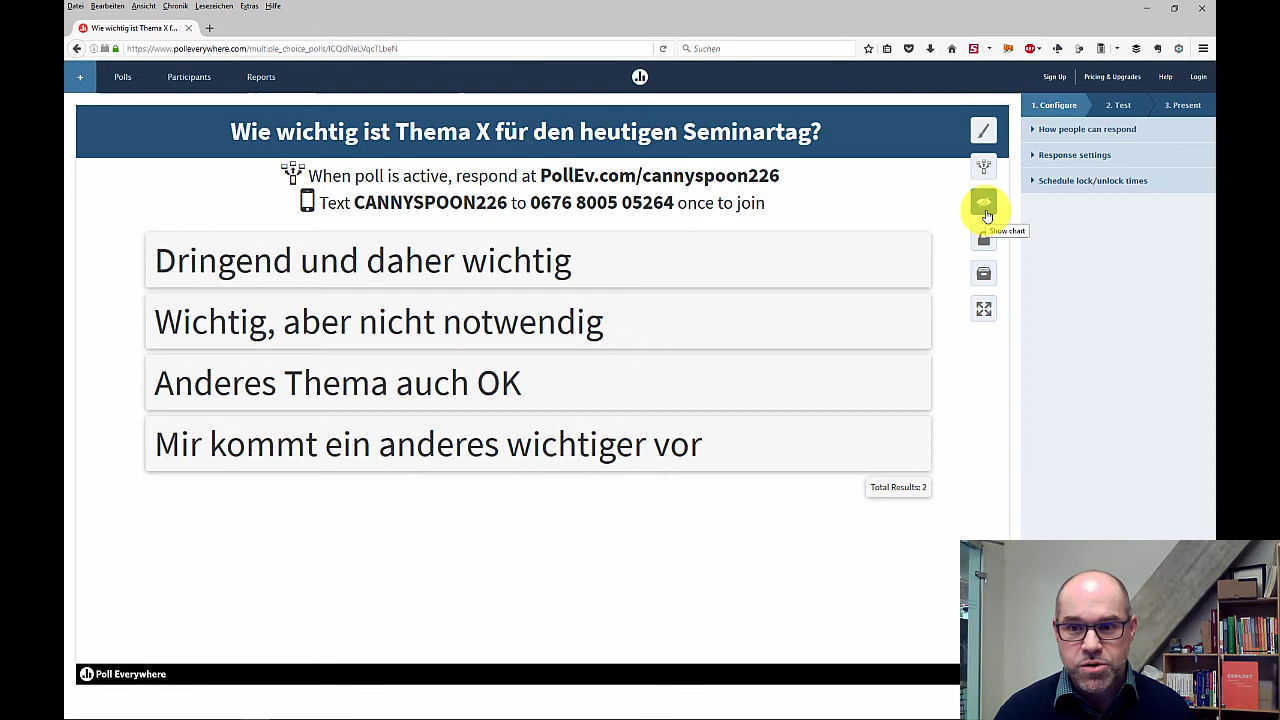 Datei Bearbeiten Ansicht Chronik Lesezeichen Extras Hilfe
Wie wichtig ist Thema X f...
https://www.polleverywhere.com/multiple_choice_polls/lCQdNeLVqcTLbeN
Suchen
Polls Participants Reports
Sign Up Pricing & Upgrades Help Login
1. Configure 2. Test 3. Present
Wie wichtig ist Thema X für den heutigen Seminartag?
How people can respond
Response settings
Schedule lock/unlock times
When poll is active, respond at PollEv.com/cannyspoon226
Text CANNYSPOON226 to 0676 8005 05264 once to join
Show chart
Dringend und daher wichtig
Wichtig, aber nicht notwendig
Anderes Thema auch OK
Mir kommt ein anderes wichtiger vor
Total Results: 2
Poll Everywhere
GEBILDET